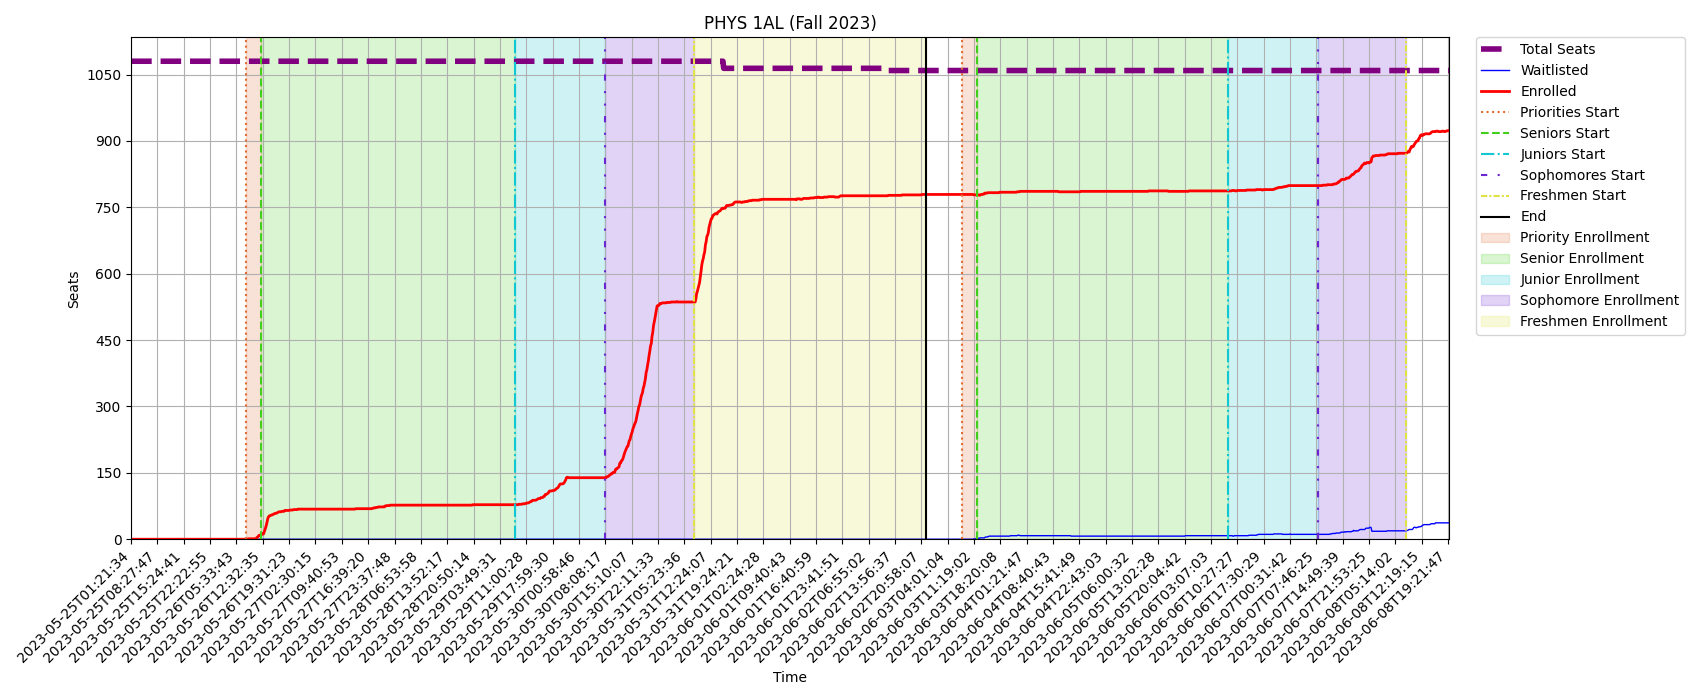 PHYS 1AL (Fall 2023)
Total Seats
Waitlisted
Enrolled
Priorities Start
Seniors Start
Juniors Start
Sophomores Start
Freshmen Start
End
Priority Enrollment
Senior Enrollment
Junior Enrollment
Sophomore Enrollment
Freshmen Enrollment
Seats
1050
900
750
600
450
300
150
0
2023-05-25T01:21:34
2023-05-25T08:27:47
2023-05-25T15:24:41
2023-05-25T22:22:55
2023-05-26T05:33:43
2023-05-26T12:32:35
2023-05-26T19:31:23
2023-05-27T02:30:15
2023-05-27T09:40:53
2023-05-27T16:39:20
2023-05-27T23:37:48
2023-05-28T06:53:58
2023-05-28T13:52:17
2023-05-28T20:50:14
2023-05-29T03:49:31
2023-05-29T11:00:28
2023-05-29T17:59:30
2023-05-30T00:58:46
2023-05-30T08:08:17
2023-05-30T15:10:07
2023-05-30T22:11:33
2023-05-31T05:23:36
2023-05-31T12:24:07
2023-05-31T19:24:21
2023-06-01T02:24:28
2023-06-01T09:40:43
2023-06-01T16:40:59
2023-06-01T23:41:51
2023-06-02T06:55:02
2023-06-02T13:56:37
2023-06-02T20:58:07
2023-06-03T04:01:04
2023-06-03T11:19:02
2023-06-03T18:20:08
2023-06-04T01:21:47
2023-06-04T08:40:43
2023-06-04T15:41:49
2023-06-04T22:43:03
2023-06-05T06:00:32
2023-06-05T13:02:28
2023-06-05T20:04:42
2023-06-06T03:07:03
2023-06-06T10:27:27
2023-06-06T17:30:29
2023-06-07T00:31:42
2023-06-07T07:46:25
2023-06-07T14:49:39
2023-06-07T21:53:25
2023-06-08T05:14:02
2023-06-08T12:19:15
2023-06-08T19:21:47
Time